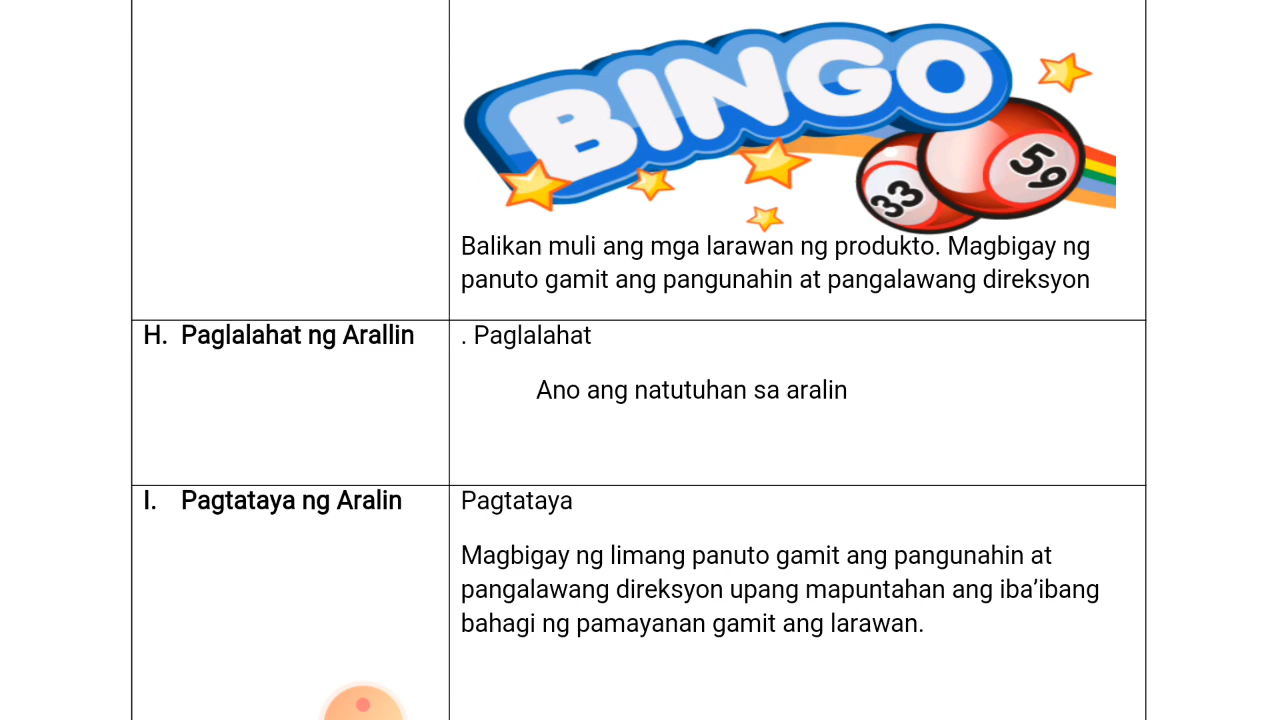 BINGO
33
59
Balikan muli ang mga larawan ng produkto. Magbigay ng
panuto gamit ang pangunahin at pangalawang direksyon
H. Paglalahat ng Arallin
. Paglalahat
Ano ang natutuhan sa aralin
I. Pagtataya ng Aralin
Pagtataya
Magbigay ng limang panuto gamit ang pangunahin at
pangalawang direksyon upang mapuntahan ang iba’ibang
bahagi ng pamayanan gamit ang larawan.